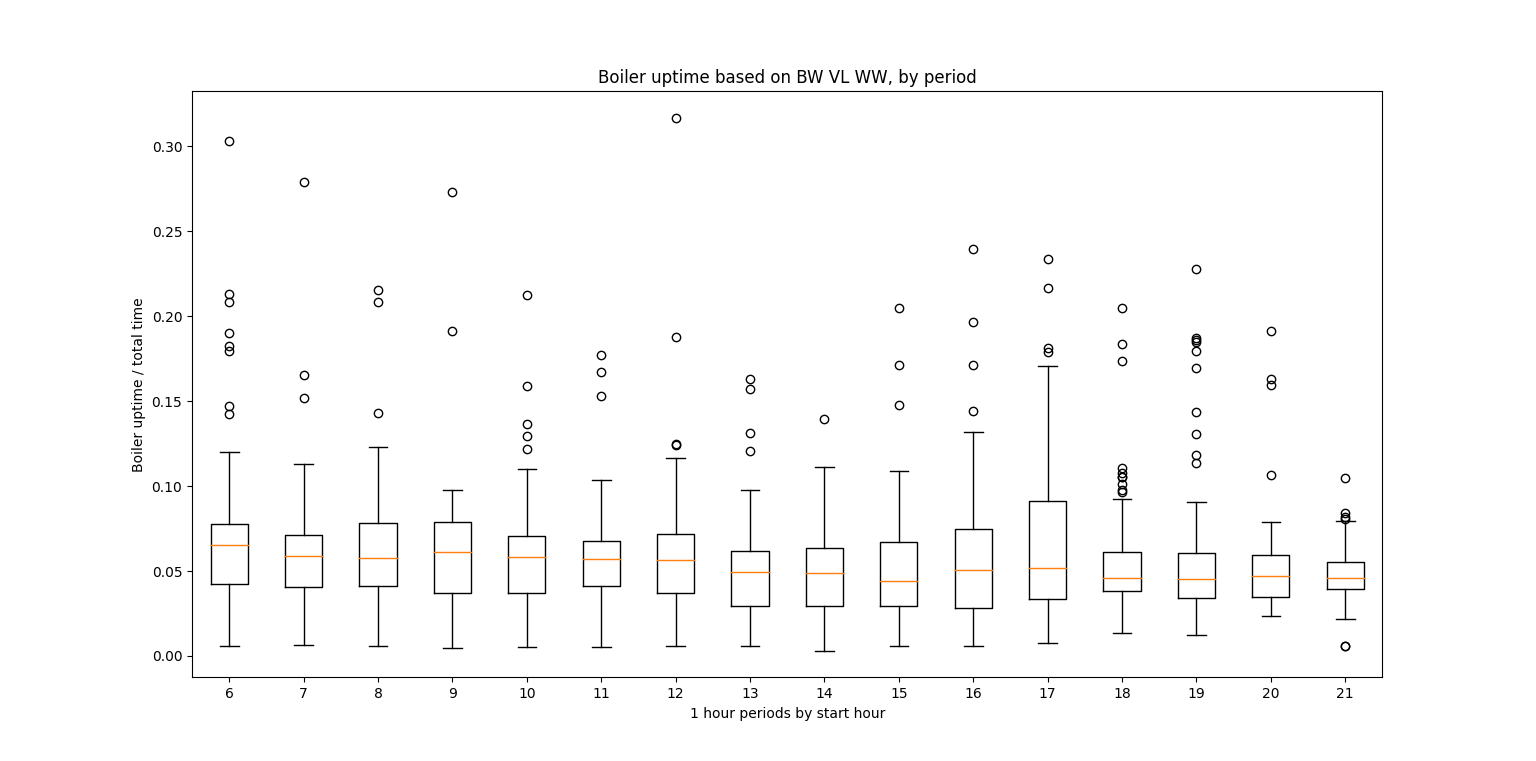 Boiler uptime based on BW VL WW, by period
Boiler uptime / total time
0.30
0.25
0.20
0.15
0.10
0.05
0.00
6 7 8 9 10 11 12 13 14 15 16 17 18 19 20 21
1 hour periods by start hour